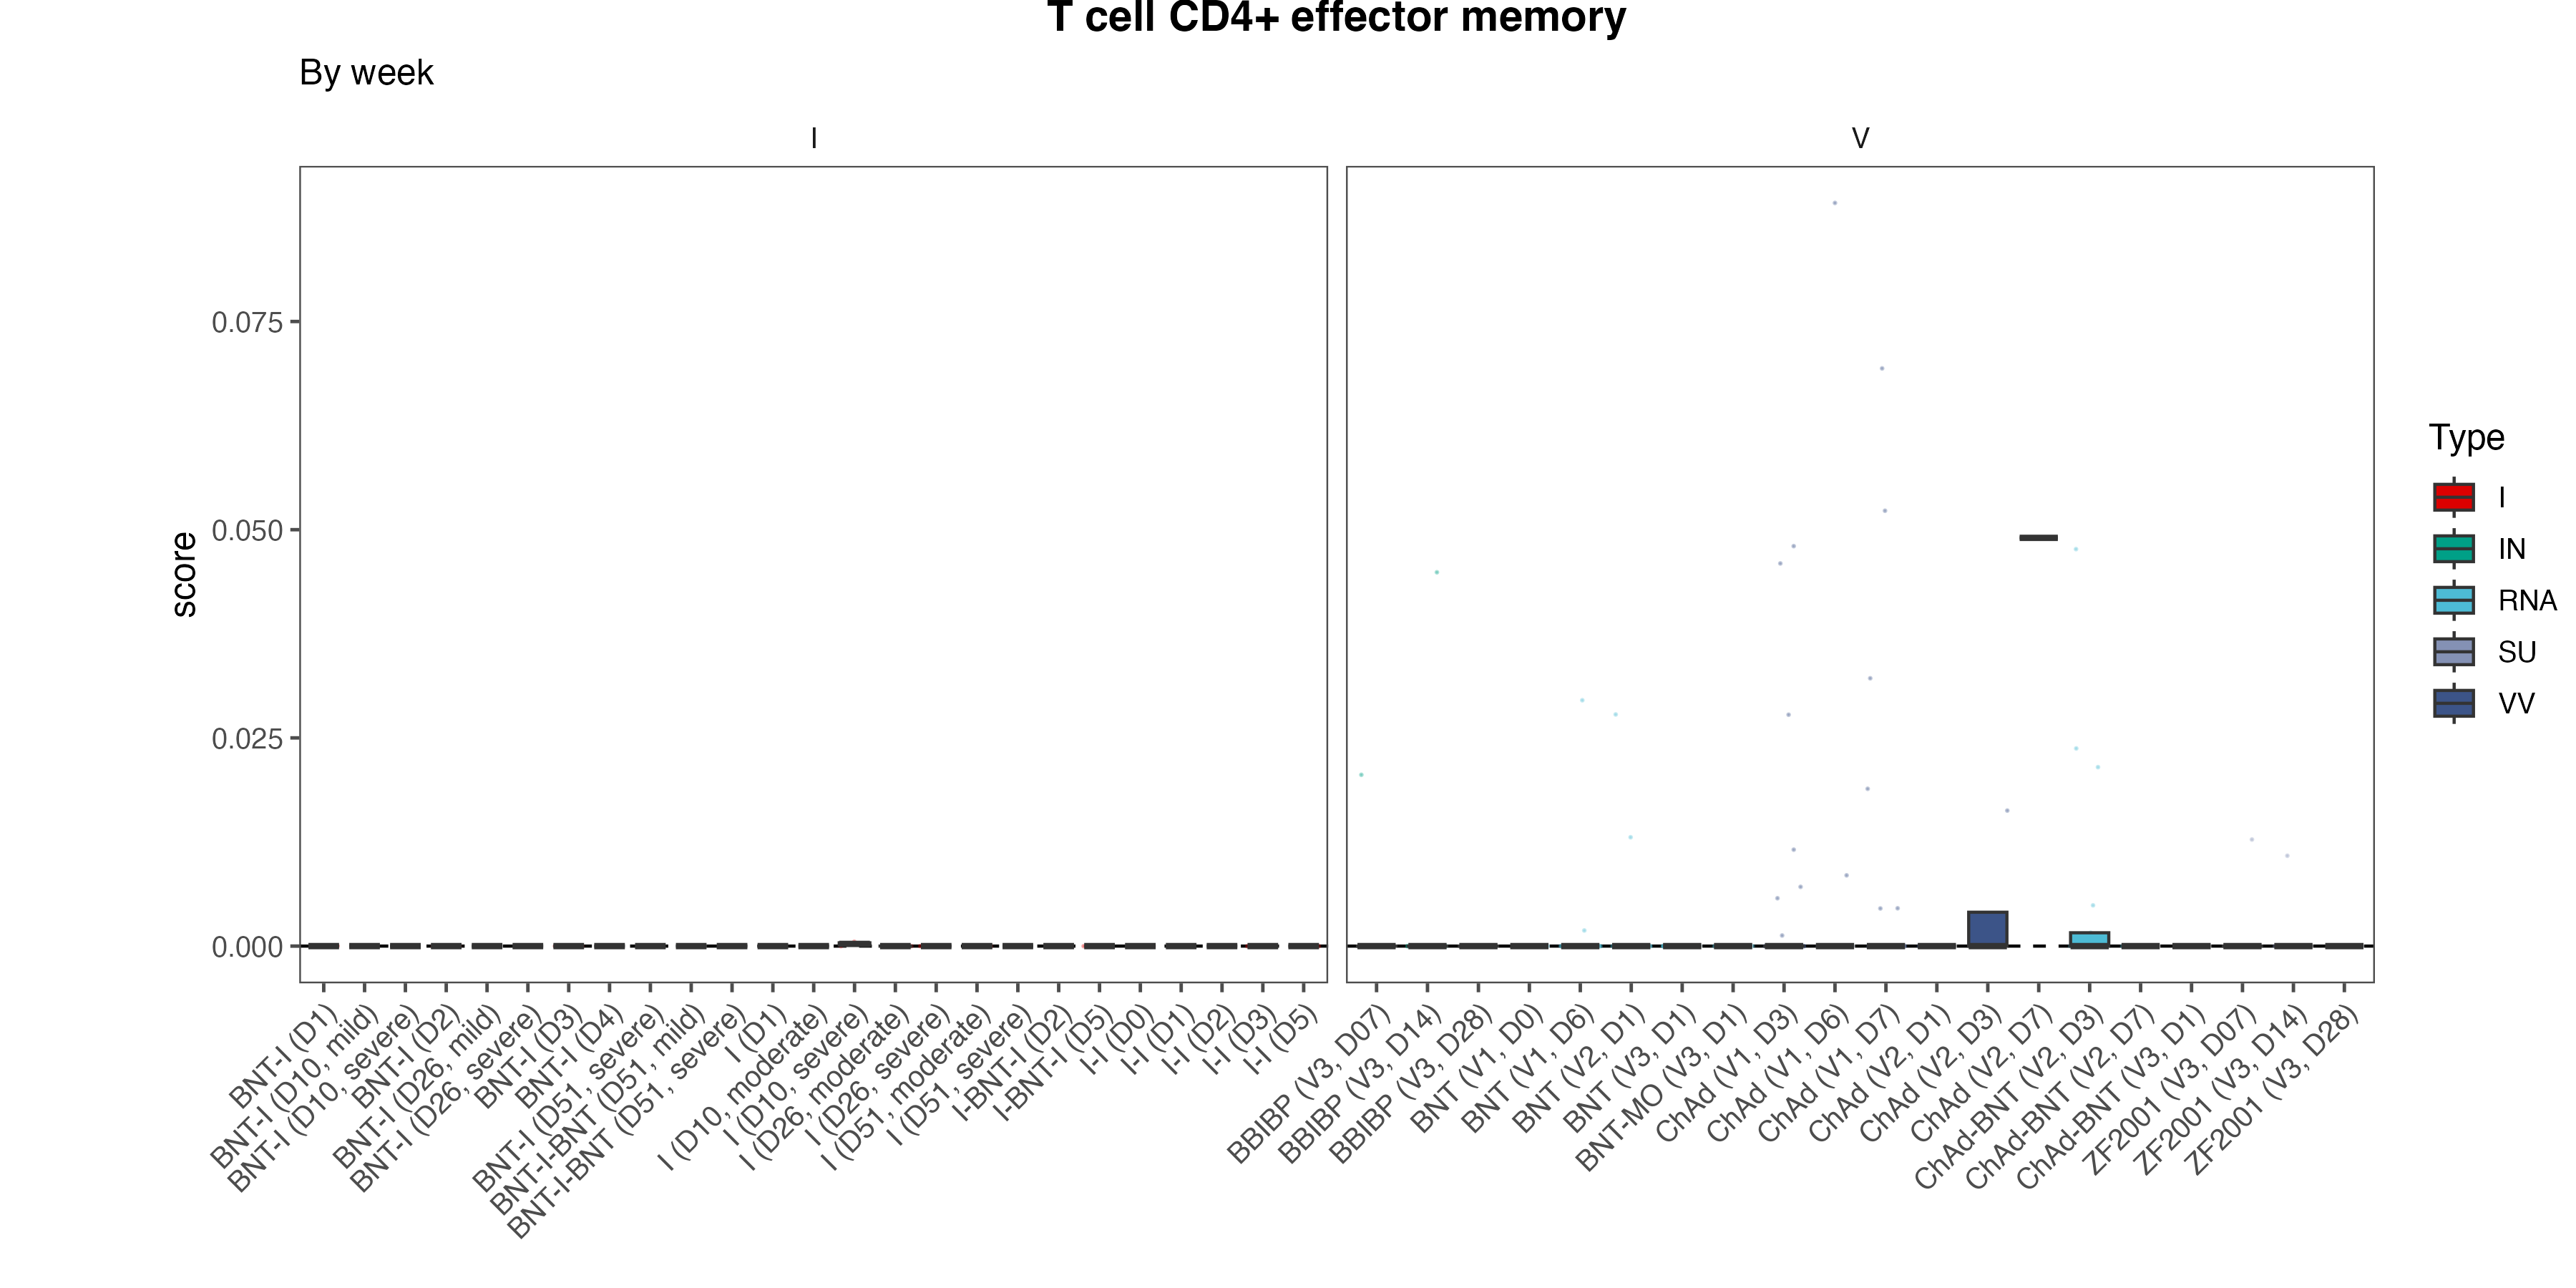 T cell CD4+ effector memory
By week
I
V
score
0.075
0.050
0.025
0.000
BNT-I (D1)
BNT-I (D10, mild)
BNT-I (D10, severe)
BNT-I (D2)
BNT-I (D26, mild)
BNT-I (D26, severe)
BNT-I (D3)
BNT-I (D4)
BNT-I (D51, severe)
BNT-I-BNT (D51, mild)
BNT-I-BNT (D51, severe)
I (D1)
I (D10, moderate)
I (D10, severe)
I (D26, moderate)
I (D26, severe)
I (D51, moderate)
I (D51, severe)
I-BNT-I (D2)
I-BNT-I (D5)
I-I (D0)
I-I (D1)
I-I (D2)
I-I (D3)
I-I (D5)
BBIBP (V3, D07)
BBIBP (V3, D14)
BBIBP (V3, D28)
BNT (V1, D0)
BNT (V1, D6)
BNT (V2, D1)
BNT (V3, D1)
BNT-MO (V3, D1)
ChAd (V1, D3)
ChAd (V1, D6)
ChAd (V1, D7)
ChAd (V2, D1)
ChAd (V2, D3)
ChAd (V2, D7)
ChAd-BNT (V2, D3)
ChAd-BNT (V2, D7)
ChAd-BNT (V3, D1)
ZF2001 (V3, D07)
ZF2001 (V3, D14)
ZF2001 (V3, D28)
Type
I
IN
RNA
SU
VV